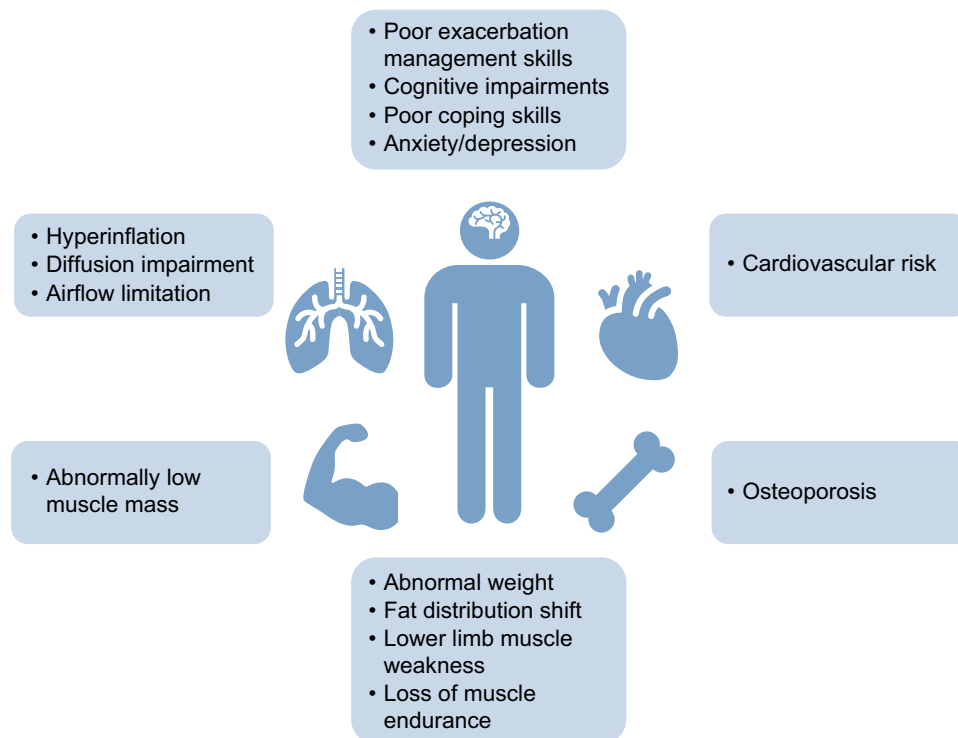 • Poor exacerbation
management skills
• Cognitive impairments
• Poor coping skills
• Anxiety/depression
• Hyperinflation
• Diffusion impairment
• Airflow limitation
• Cardiovascular risk
• Abnormally low
muscle mass
• Osteoporosis
• Abnormal weight
• Fat distribution shift
• Lower limb muscle
weakness
• Loss of muscle
endurance